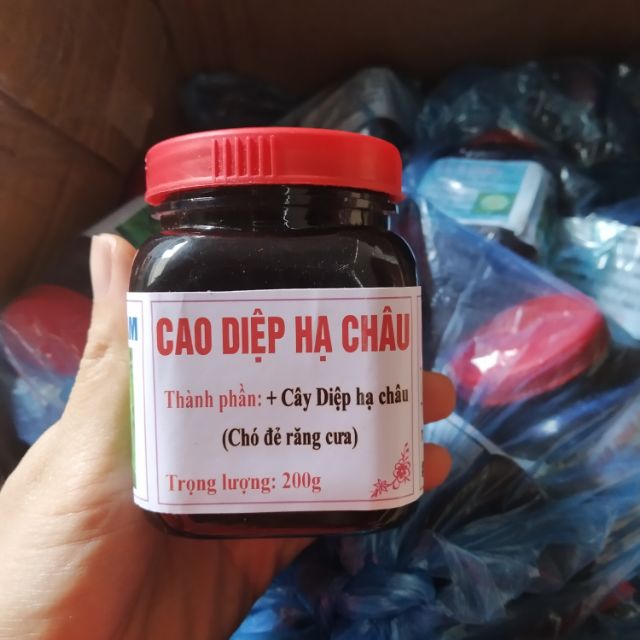 CAO DIỆP HẠ CHÂU
Thành phần: + Cây Diệp hạ châu
(Chó đẻ răng cưa)
Trọng lượng: 200g